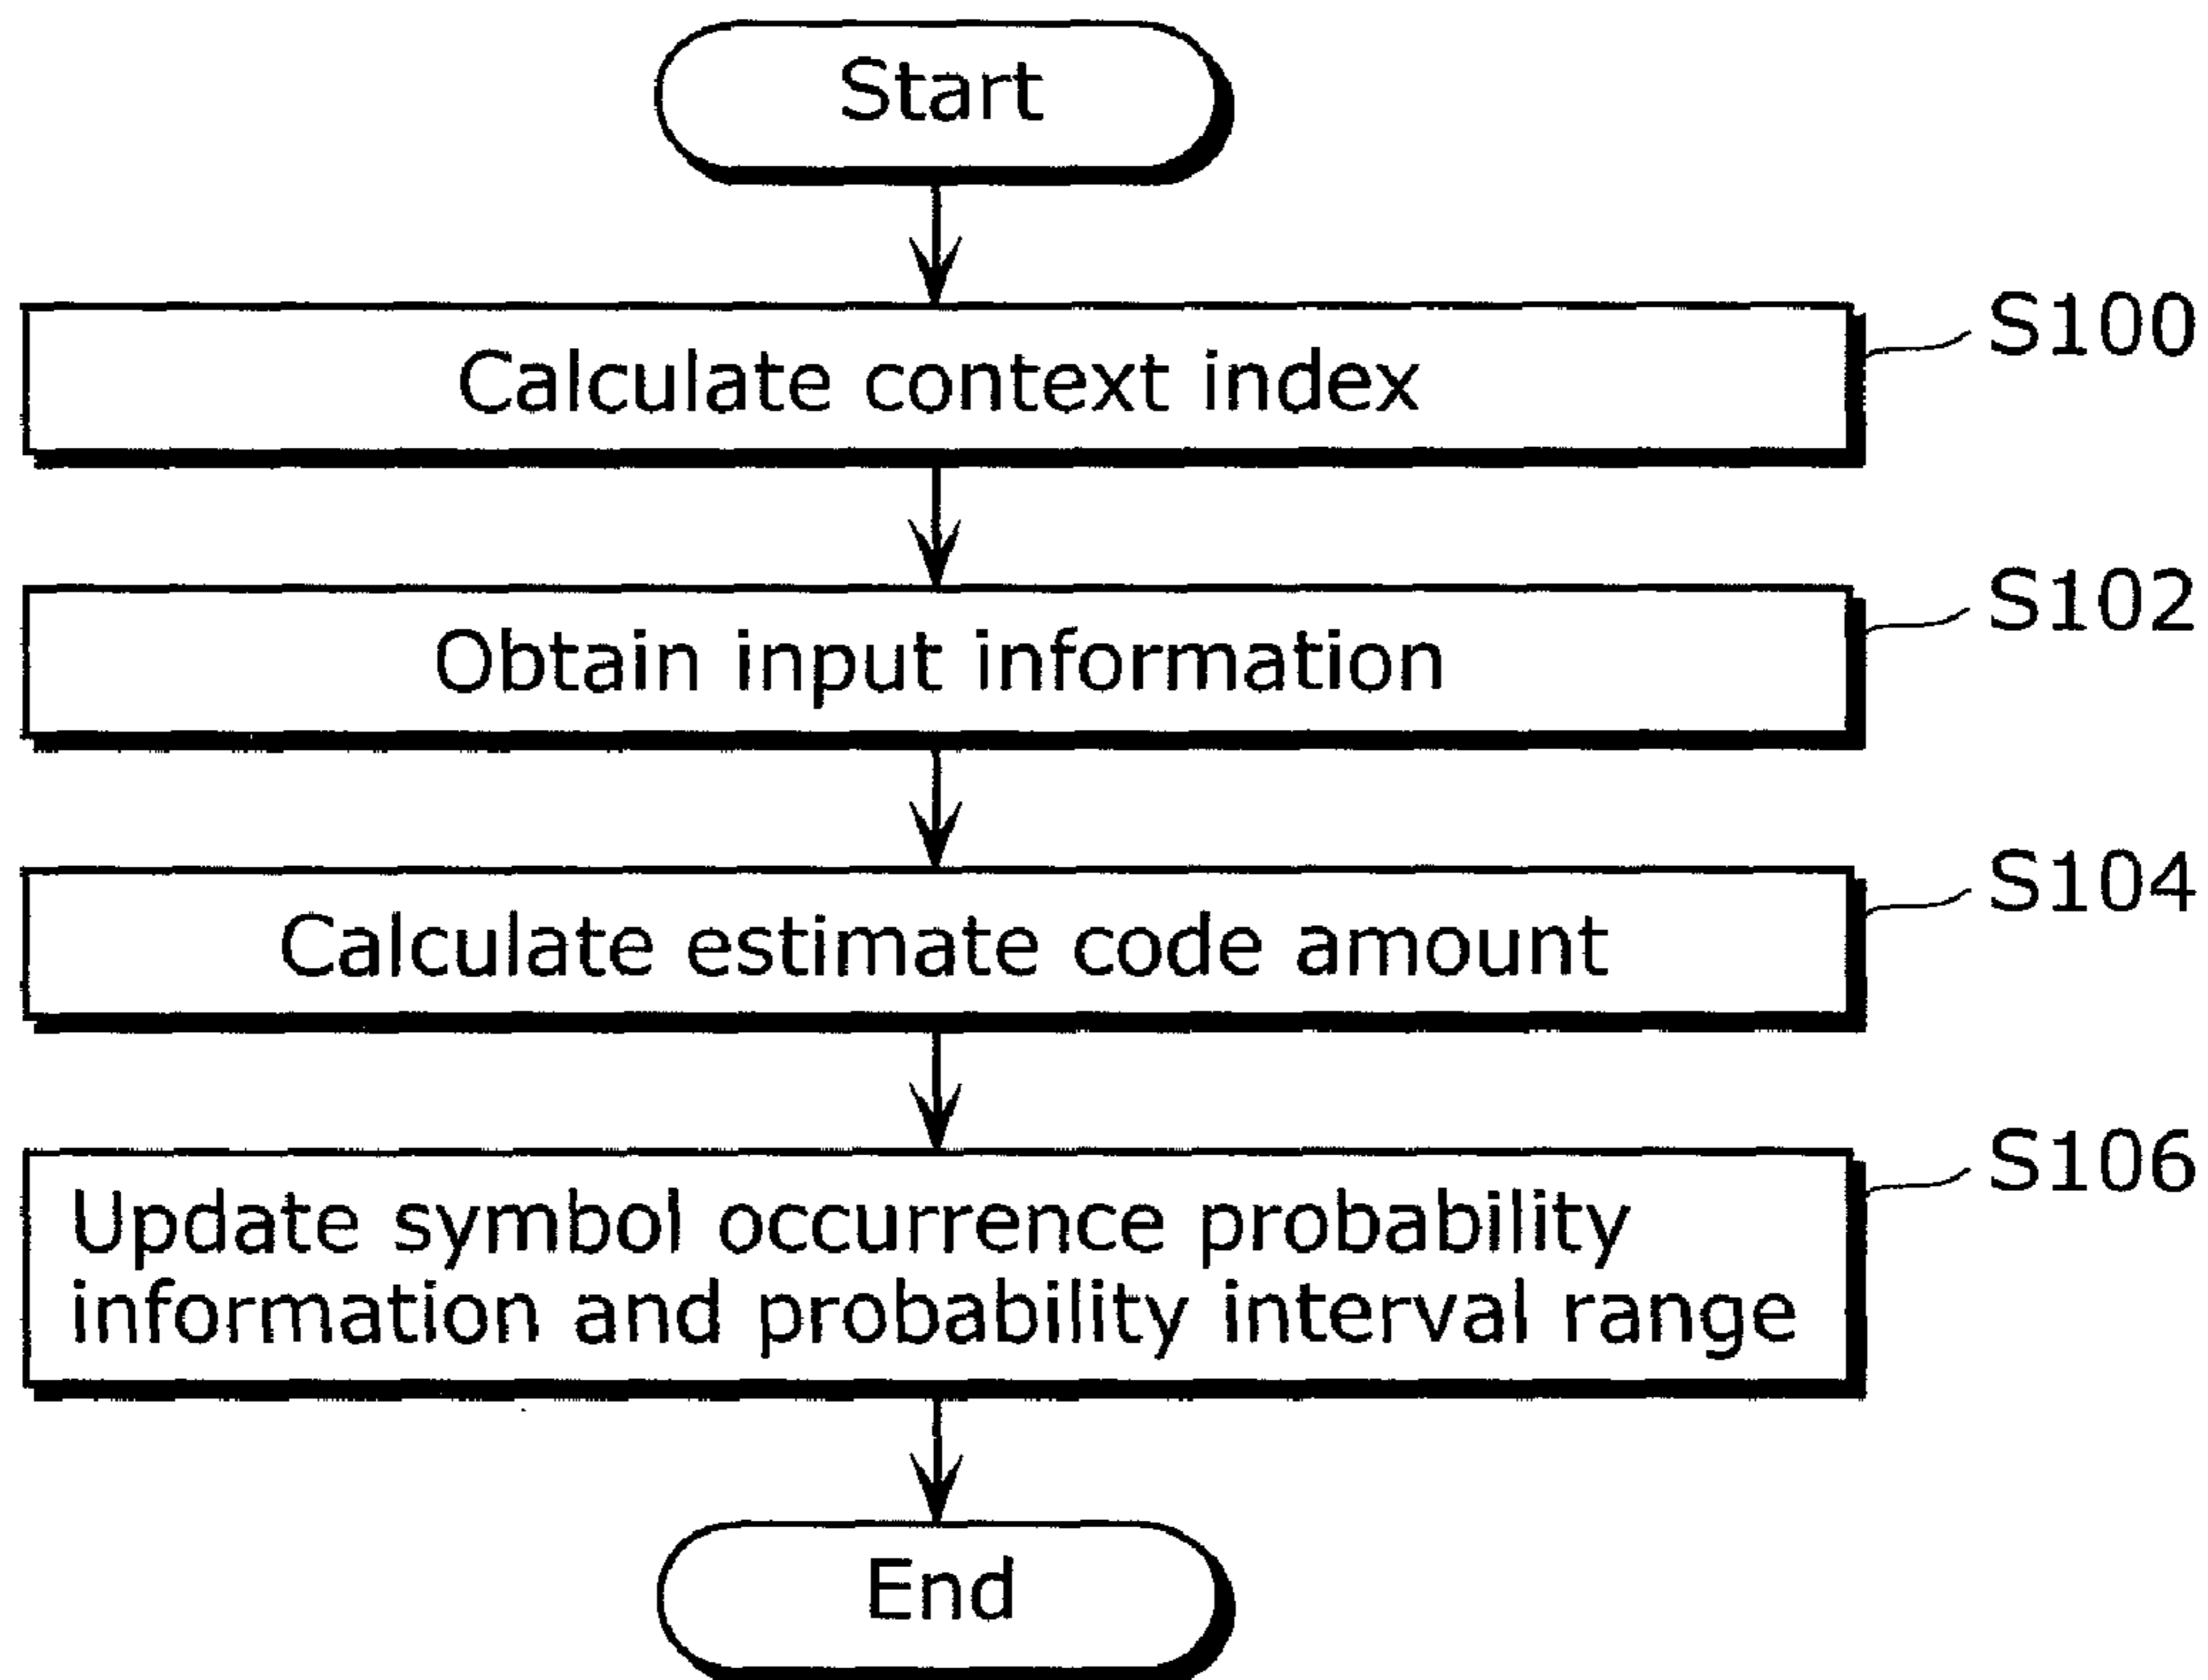 Start
Calculate context index
S100
Obtain input information
S102
Calculate estimate code amount
S104
Update symbol occurrence probability
information and probability interval range
S106
End